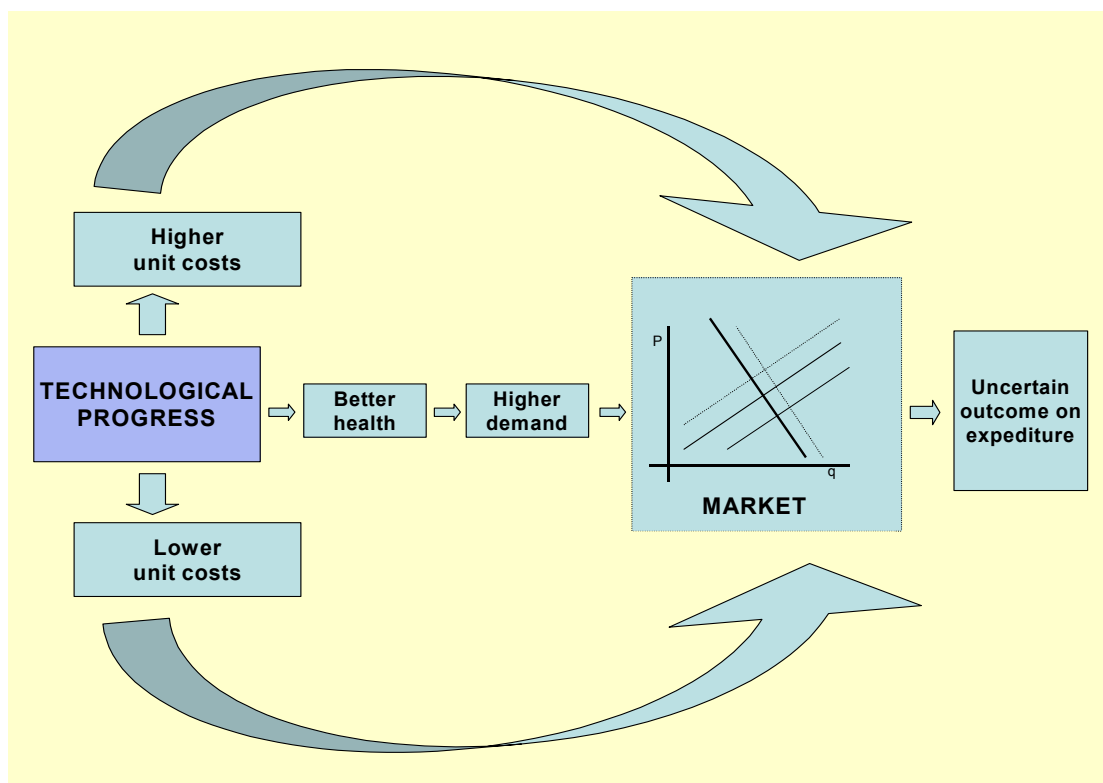 Higher
unit costs
TECHNOLOGICAL
PROGRESS
Better
health
Higher
demand
Lower
unit costs
P
q
MARKET
Uncertain
outcome on
expediture